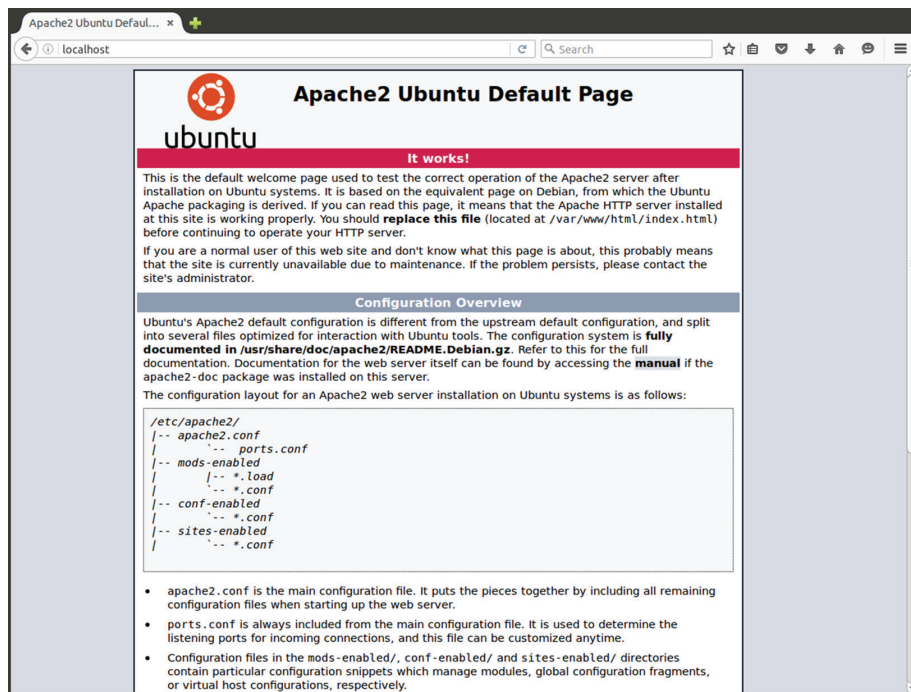 Apache2 Ubuntu Defaul... ×
localhost
Search
ubuntu
Apache2 Ubuntu Default Page
It works!
This is the default welcome page used to test the correct operation of the Apache2 server after
installation on Ubuntu systems. It is based on the equivalent page on Debian, from which the Ubuntu
Apache packaging is derived. If you can read this page, it means that the Apache HTTP server installed
at this site is working properly. You should replace this file (located at /var/www/html/index.html)
before continuing to operate your HTTP server.
If you are a normal user of this web site and don't know what this page is about, this probably means
that the site is currently unavailable due to maintenance. If the problem persists, please contact the
site's administrator.
Configuration Overview
Ubuntu's Apache2 default configuration is different from the upstream default configuration, and split
into several files optimized for interaction with Ubuntu tools. The configuration system is fully
documented in /usr/share/doc/apache2/README.Debian.gz. Refer to this for the full
documentation. Documentation for the web server itself can be found by accessing the manual if the
apache2-doc package was installed on this server.
The configuration layout for an Apache2 web server installation on Ubuntu systems is as follows:
/etc/apache2/
|-- apache2.conf
|       `--  ports.conf
|-- mods-enabled
|       |-- *.load
|       `-- *.conf
|-- conf-enabled
|       `-- *.conf
|-- sites-enabled
|       `-- *.conf
• apache2.conf is the main configuration file. It puts the pieces together by including all remaining
configuration files when starting up the web server.
• ports.conf is always included from the main configuration file. It is used to determine the
listening ports for incoming connections, and this file can be customized anytime.
• Configuration files in the mods-enabled/, conf-enabled/ and sites-enabled/ directories
contain particular configuration snippets which manage modules, global configuration fragments,
or virtual host configurations, respectively.